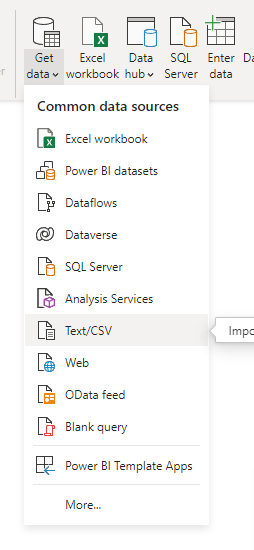 Get data
Excel workbook
Data hub
SQL Server
Enter data
Da
Common data sources
Excel workbook
Power BI datasets
Dataflows
Dataverse
SQL Server
Analysis Services
Text/CSV
Impo
Web
OData feed
Blank query
Power BI Template Apps
More...